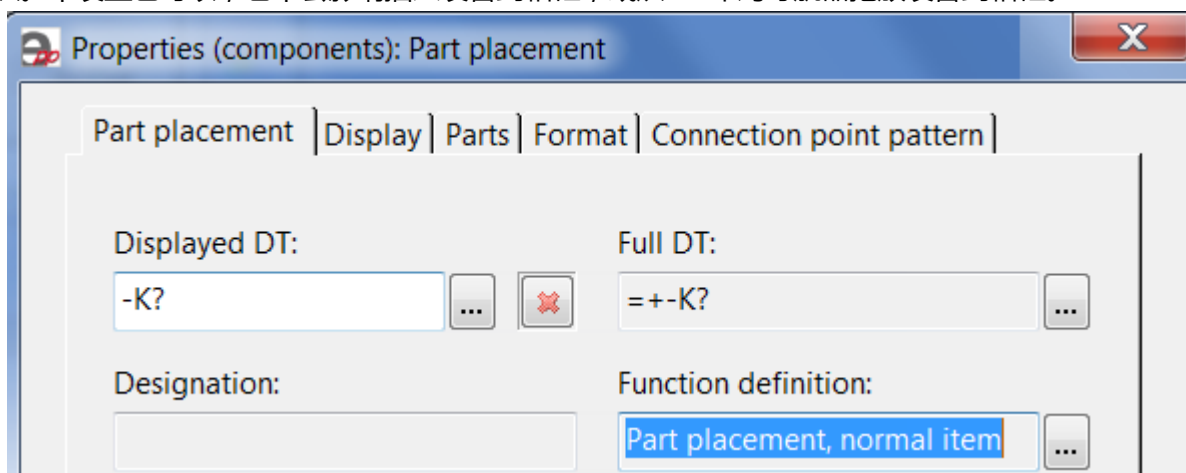 Properties (components): Part placement
Part placement Display Parts Format Connection point pattern
Displayed DT: Full DT:
-K? ... =+-K? ...
Designation: Function definition:
Part placement, normal item ...